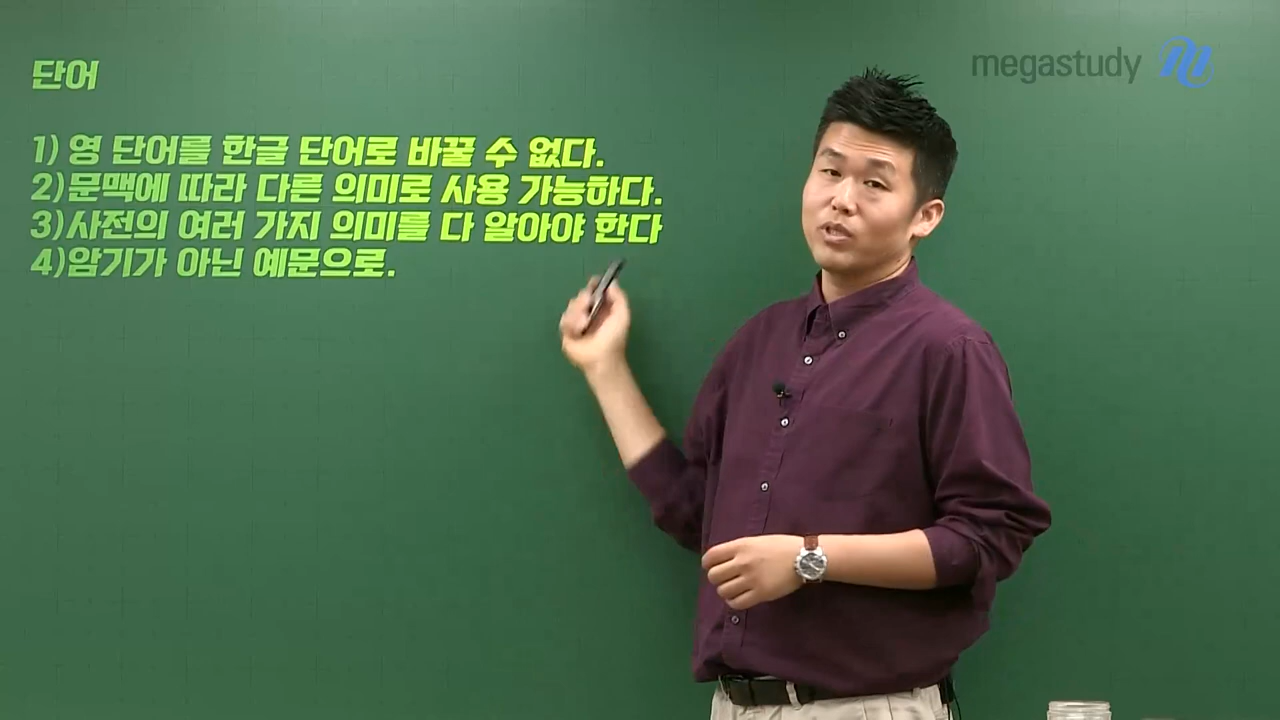 단어
megastudy
1) 영 단어를 한글 단어로 바꿀 수 없다.
2)문맥에 따라 다른 의미로 사용 가능하다.
3)사전의 여러 가지 의미를 다 알아야 한다
4)암기가 아닌 예문으로.